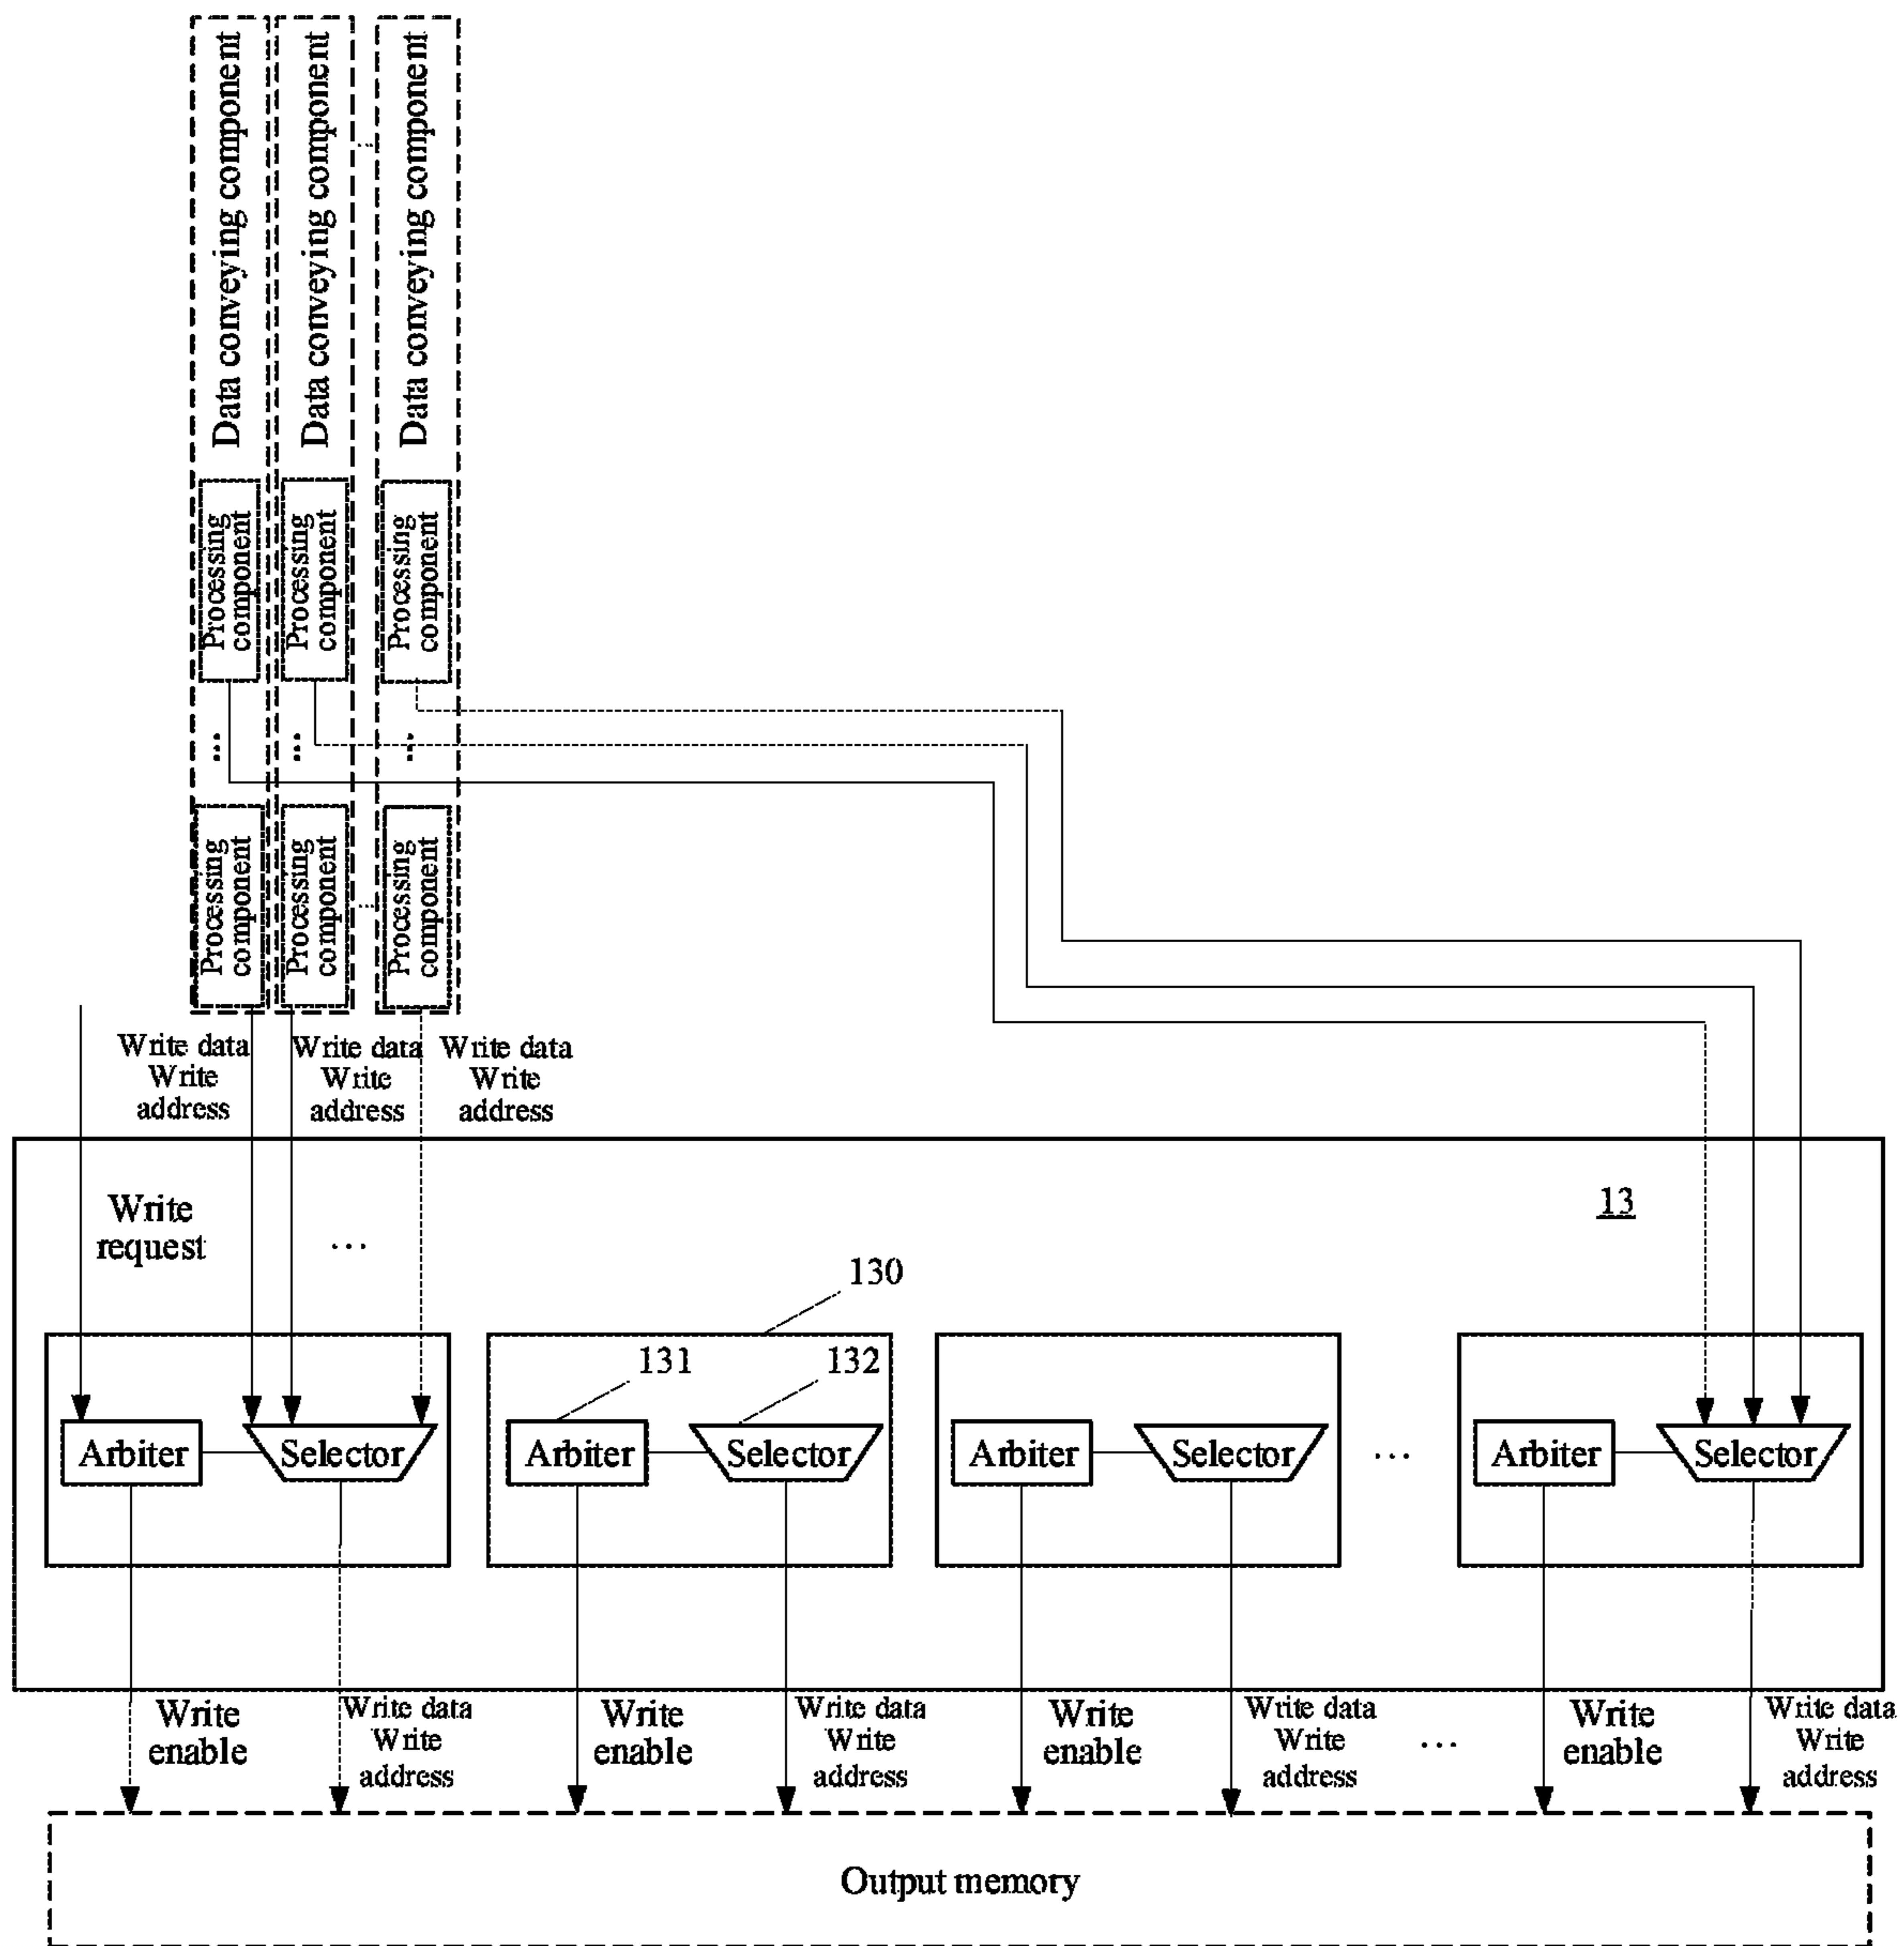 Data conveying component
Data conveying component
Data conveying component
...
Processing
component
Processing
component
Processing
component
...
...
...
Processing
component
Processing
component
Processing
component
...
Write data
Write
address
Write data
Write
address
Write data
Write
address
13
Write
request
...
130
131
132
Arbiter
Selector
Arbiter
Selector
Arbiter
Selector
...
Arbiter
Selector
Write
enable
Write data
Write
address
Write
enable
Write data
Write
address
Write
enable
Write data
Write
address
...
Write
enable
Write data
Write
address
Output memory